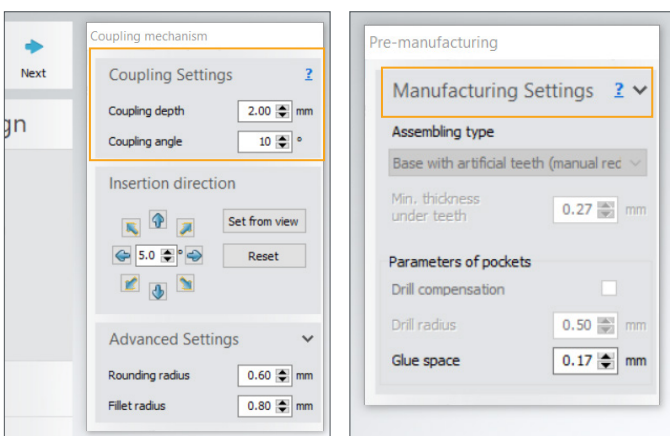 Next
gn
Coupling mechanism
Coupling Settings ?
Coupling depth 2.00 mm
Coupling angle 10 °
Insertion direction
Set from view
5.0 ° Reset
Advanced Settings
Rounding radius 0.60 mm
Fillet radius 0.80 mm
Pre-manufacturing
Manufacturing Settings ?
Assembling type
Base with artificial teeth (manual rec
Min. thickness
under teeth 0.27 mm
Parameters of pockets
Drill compensation
Drill radius 0.50 mm
Glue space 0.17 mm